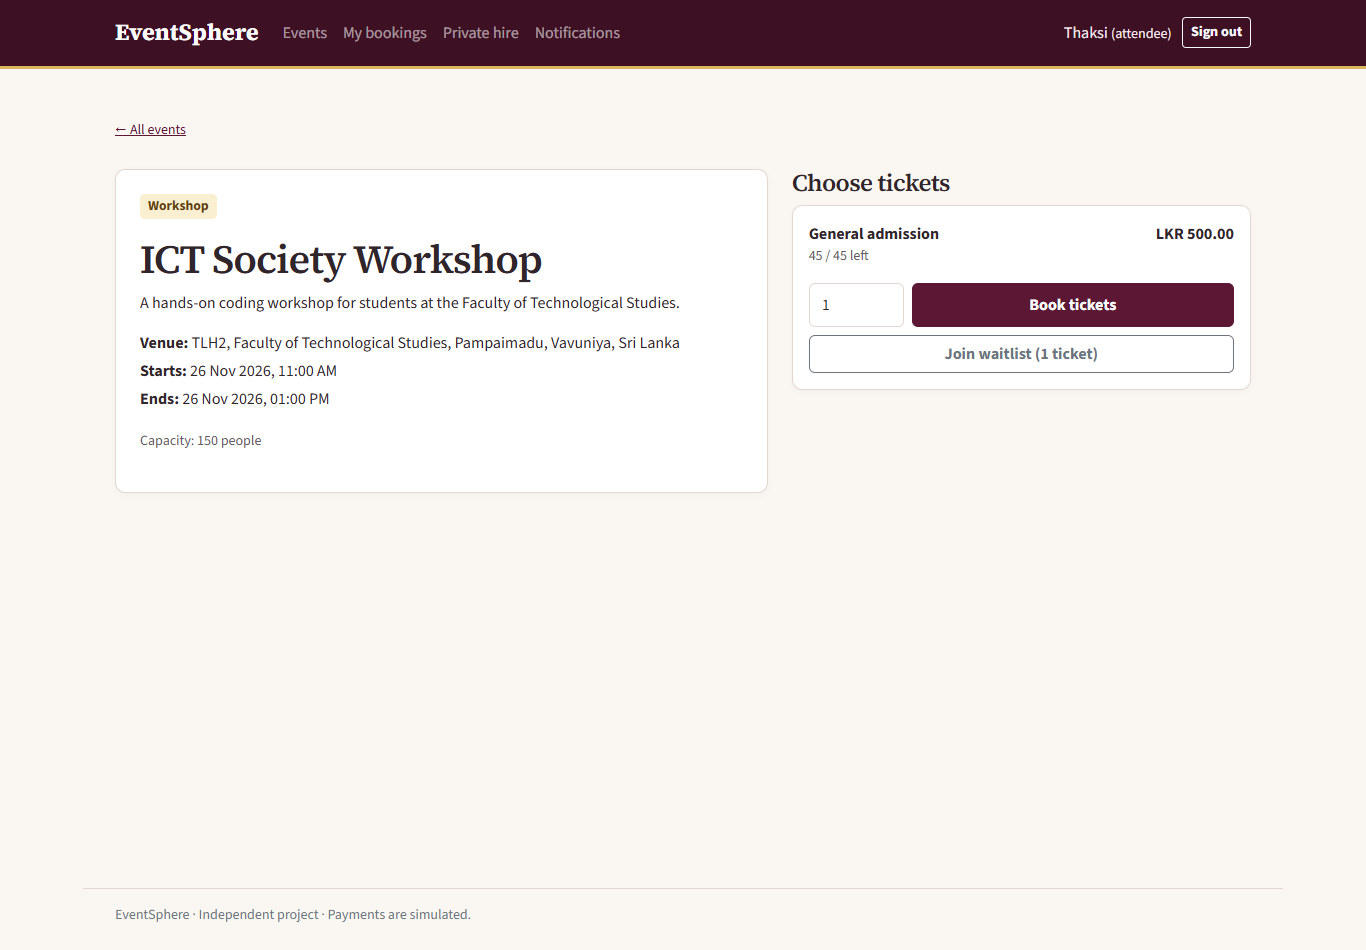 EventSphere Events My bookings Private hire Notifications Thaksi (attendee) Sign out
← All events
Workshop
ICT Society Workshop
A hands-on coding workshop for students at the Faculty of Technological Studies.
Venue: TLH2, Faculty of Technological Studies, Pampaimadu, Vavuniya, Sri Lanka
Starts: 26 Nov 2026, 11:00 AM
Ends: 26 Nov 2026, 01:00 PM
Capacity: 150 people
Choose tickets
General admission LKR 500.00
45 / 45 left
1 Book tickets
Join waitlist (1 ticket)
EventSphere · Independent project · Payments are simulated.